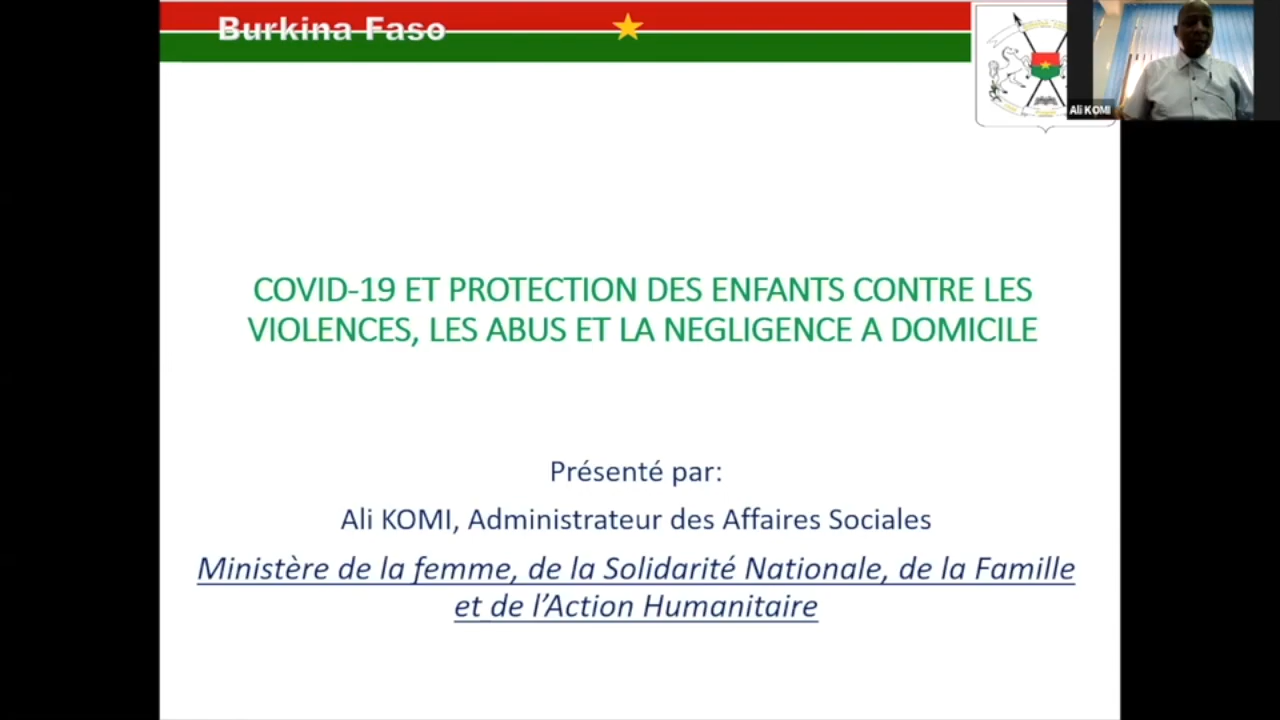 Burkina Faso
Ali KOMI
COVID-19 ET PROTECTION DES ENFANTS CONTRE LES
VIOLENCES, LES ABUS ET LA NEGLIGENCE A DOMICILE
Présenté par:
Ali KOMI, Administrateur des Affaires Sociales
Ministère de la femme, de la Solidarité Nationale, de la Famille
et de l’Action Humanitaire